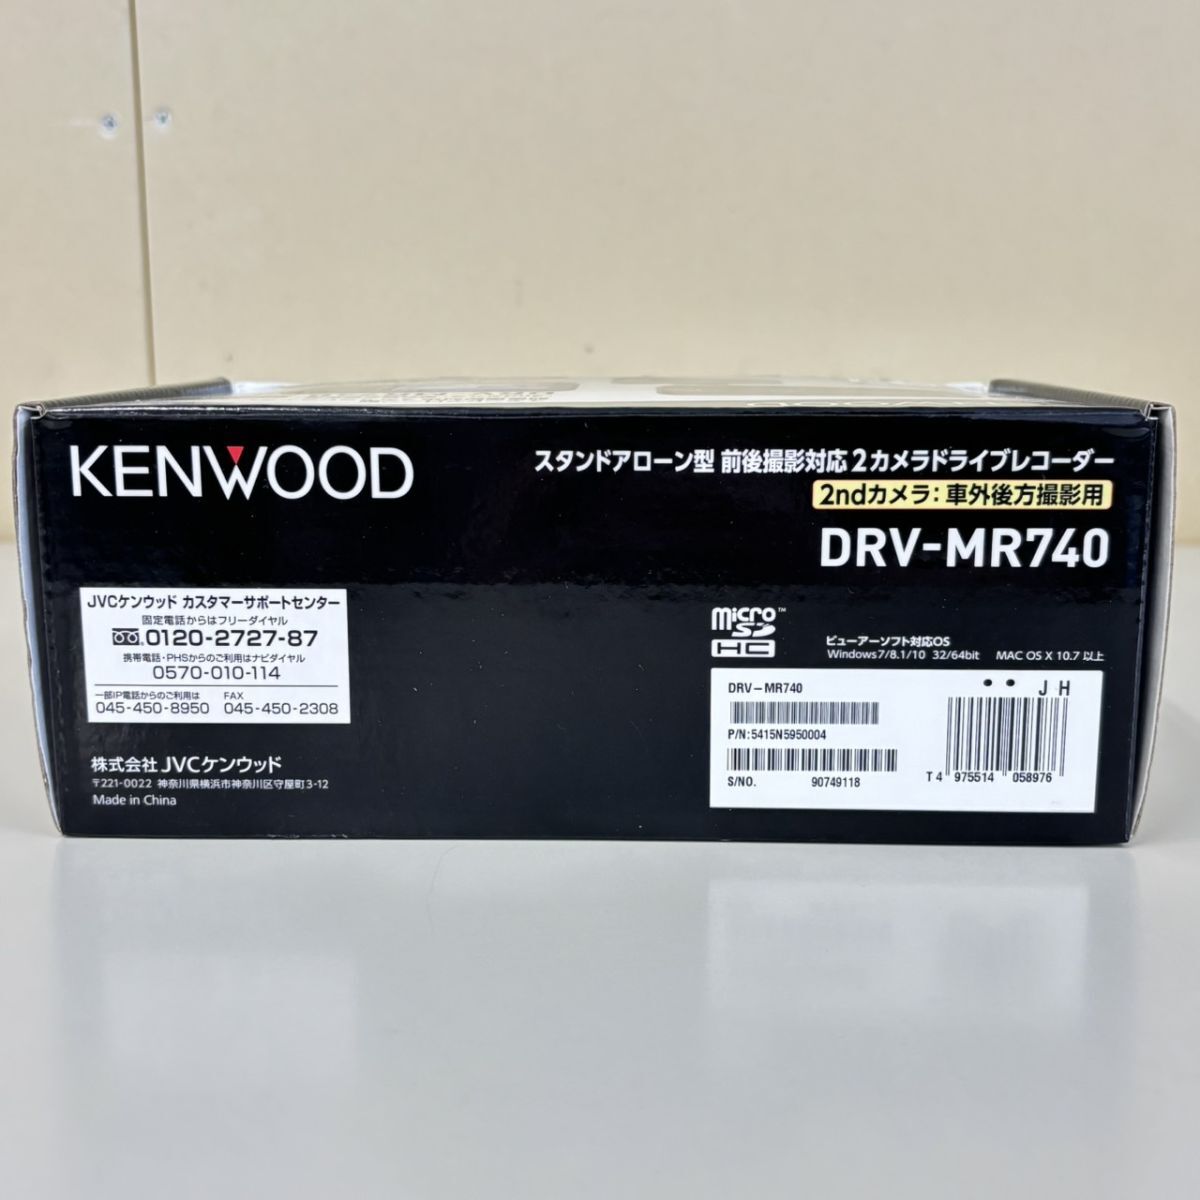 KENWOOD
スタンドアローン型 前後撮影対応2カメラドライブレコーダー
2ndカメラ:車外後方撮影用
DRV-MR740
JVCケンウッド カスタマーサポートセンター
固定電話からはフリーダイヤル
0120-2727-87
携帯電話・PHSからのご利用はナビダイヤル
0570-010-114
一部IP電話からのご利用は FAX
045-450-8950 045-450-2308
株式会社 JVCケンウッド
〒221-0022 神奈川県横浜市神奈川区守屋町3-12
Made in China
micro SD HC ™
ビューアーソフト対応OS
Windows7/8.1/10 32/64bit MAC OS X 10.7 以上
DRV-MR740
P/N:5415N5950004
S/NO. 90749118
J H
T4 975514 058976